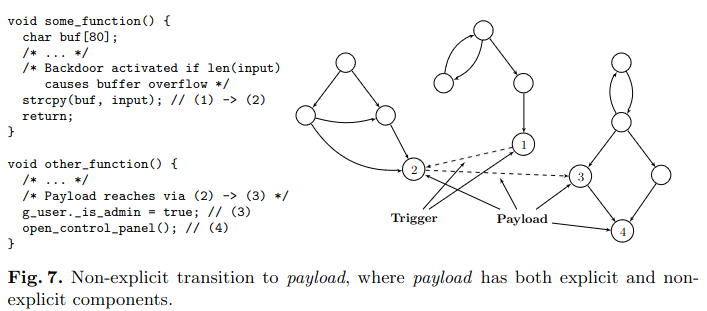 void some_function() {
char buf[80];
/* ... */
/* Backdoor activated if len(input)
causes buffer overflow */
strcpy(buf, input); // (1) -> (2)
return;
}
void other_function() {
/* ... */
/* Payload reaches via (2) -> (3) */
g_user._is_admin = true; // (3)
open_control_panel(); // (4)
}
1
2
3
Trigger
Payload
4
Fig. 7. Non-explicit transition to payload, where payload has both explicit and non-
explicit components.